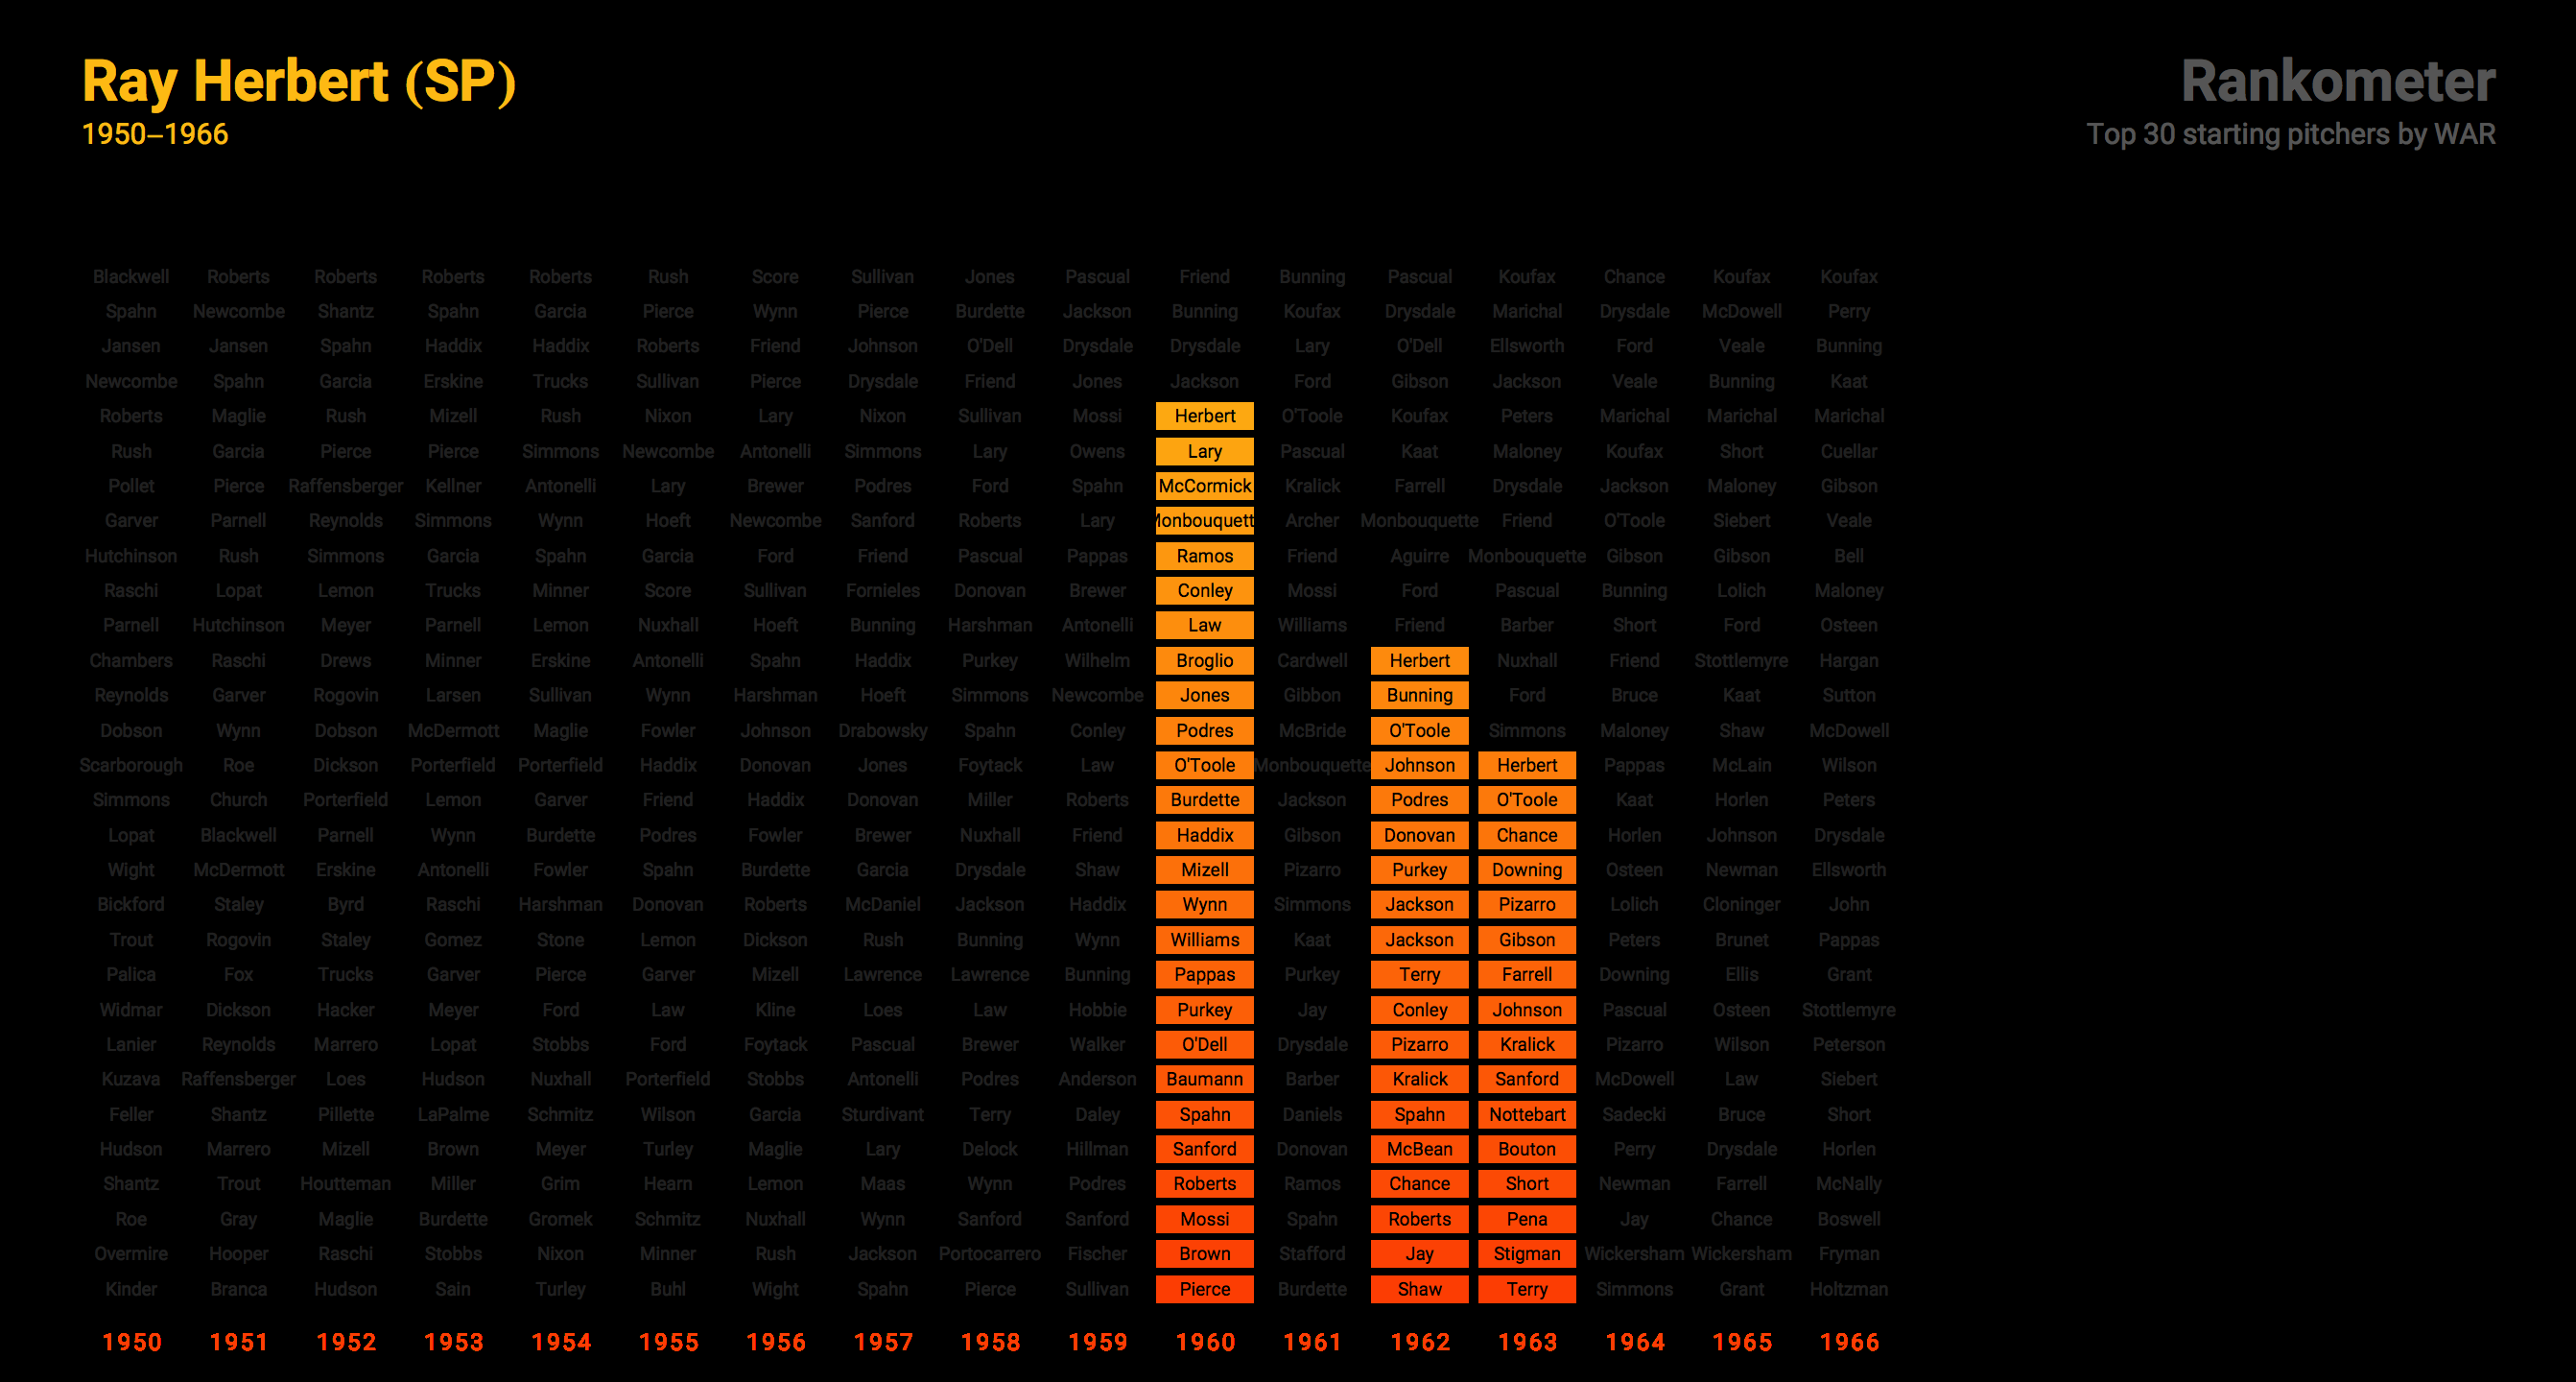 Ray Herbert (SP)
1950–1966
Rankometer
Top 30 starting pitchers by WAR
Blackwell Roberts Roberts Roberts Roberts Rush Score Sullivan Jones Pascual Friend Bunning Pascual Koufax Chance Koufax Koufax
Spahn Newcombe Shantz Spahn Garcia Pierce Wynn Pierce Burdette Jackson Bunning Koufax Drysdale Marichal Drysdale McDowell Perry
Jansen Jansen Spahn Haddix Haddix Roberts Friend Johnson O'Dell Drysdale Drysdale Lary O'Dell Ellsworth Ford Veale Bunning
Newcombe Spahn Garcia Erskine Trucks Sullivan Pierce Drysdale Friend Jones Jackson Ford Gibson Jackson Veale Bunning Kaat
Roberts Maglie Rush Mizell Rush Nixon Lary Nixon Sullivan Mossi Herbert O'Toole Koufax Peters Marichal Marichal Marichal
Rush Garcia Pierce Pierce Simmons Newcombe Antonelli Simmons Lary Owens Lary Pascual Kaat Maloney Koufax Short Cuellar
Pollet Pierce Raffensberger Kellner Antonelli Lary Brewer Podres Ford Spahn McCormick Kralick Farrell Drysdale Jackson Maloney Gibson
Garver Parnell Reynolds Simmons Wynn Hoeft Newcombe Sanford Roberts Lary Monbouquette Archer Monbouquette Friend O'Toole Siebert Veale
Hutchinson Rush Simmons Garcia Spahn Garcia Ford Friend Pascual Pappas Ramos Friend Aguirre Monbouquette Gibson Gibson Bell
Raschi Lopat Lemon Trucks Minner Score Sullivan Fornieles Donovan Brewer Conley Mossi Ford Pascual Bunning Lolich Maloney
Parnell Hutchinson Meyer Parnell Lemon Nuxhall Hoeft Bunning Harshman Antonelli Law Williams Friend Barber Short Ford Osteen
Chambers Raschi Drews Minner Erskine Antonelli Spahn Haddix Purkey Wilhelm Broglio Cardwell Herbert Nuxhall Friend Stottlemyre Hargan
Reynolds Garver Rogovin Larsen Sullivan Wynn Harshman Hoeft Simmons Newcombe Jones Gibbon Bunning Ford Bruce Kaat Sutton
Dobson Wynn Dobson McDermott Maglie Fowler Johnson Drabowsky Spahn Conley Podres McBride O'Toole Simmons Maloney Shaw McDowell
Scarborough Roe Dickson Porterfield Porterfield Haddix Donovan Jones Foytack Law O'Toole Monbouquette Johnson Herbert Pappas McLain Wilson
Simmons Church Porterfield Lemon Garver Friend Haddix Donovan Miller Roberts Burdette Jackson Podres O'Toole Kaat Horlen Peters
Lopat Blackwell Parnell Wynn Burdette Podres Fowler Brewer Nuxhall Friend Haddix Gibson Donovan Chance Horlen Johnson Drysdale
Wight McDermott Erskine Antonelli Fowler Spahn Burdette Garcia Drysdale Shaw Mizell Pizarro Purkey Downing Osteen Newman Ellsworth
Bickford Staley Byrd Raschi Harshman Donovan Roberts McDaniel Jackson Haddix Wynn Simmons Jackson Pizarro Lolich Cloninger John
Trout Rogovin Staley Gomez Stone Lemon Dickson Rush Bunning Wynn Williams Kaat Jackson Gibson Peters Brunet Pappas
Palica Fox Trucks Garver Pierce Garver Mizell Lawrence Lawrence Bunning Pappas Purkey Terry Farrell Downing Ellis Grant
Widmar Dickson Hacker Meyer Ford Law Kline Loes Law Hobbie Purkey Jay Conley Johnson Pascual Osteen Stottlemyre
Lanier Reynolds Marrero Lopat Stobbs Ford Foytack Pascual Brewer Walker O'Dell Drysdale Pizarro Kralick Pizarro Wilson Peterson
Kuzava Raffensberger Loes Hudson Nuxhall Porterfield Stobbs Antonelli Podres Anderson Baumann Barber Kralick Sanford McDowell Law Siebert
Feller Shantz Pillette LaPalme Schmitz Wilson Garcia Sturdivant Terry Daley Spahn Daniels Spahn Nottebart Sadecki Bruce Short
Hudson Marrero Mizell Brown Meyer Turley Maglie Lary Delock Hillman Sanford Donovan McBean Bouton Perry Drysdale Horlen
Shantz Trout Houtteman Miller Grim Hearn Lemon Maas Wynn Podres Roberts Ramos Chance Short Newman Farrell McNally
Roe Gray Maglie Burdette Gromek Schmitz Nuxhall Wynn Sanford Sanford Mossi Spahn Roberts Pena Jay Chance Boswell
Overmire Hooper Raschi Stobbs Nixon Minner Rush Jackson Portocarrero Fischer Brown Stafford Jay Stigman Wickersham Wickersham Fryman
Kinder Branca Hudson Sain Turley Buhl Wight Spahn Pierce Sullivan Pierce Burdette Shaw Terry Simmons Grant Holtzman
1950 1951 1952 1953 1954 1955 1956 1957 1958 1959 1960 1961 1962 1963 1964 1965 1966